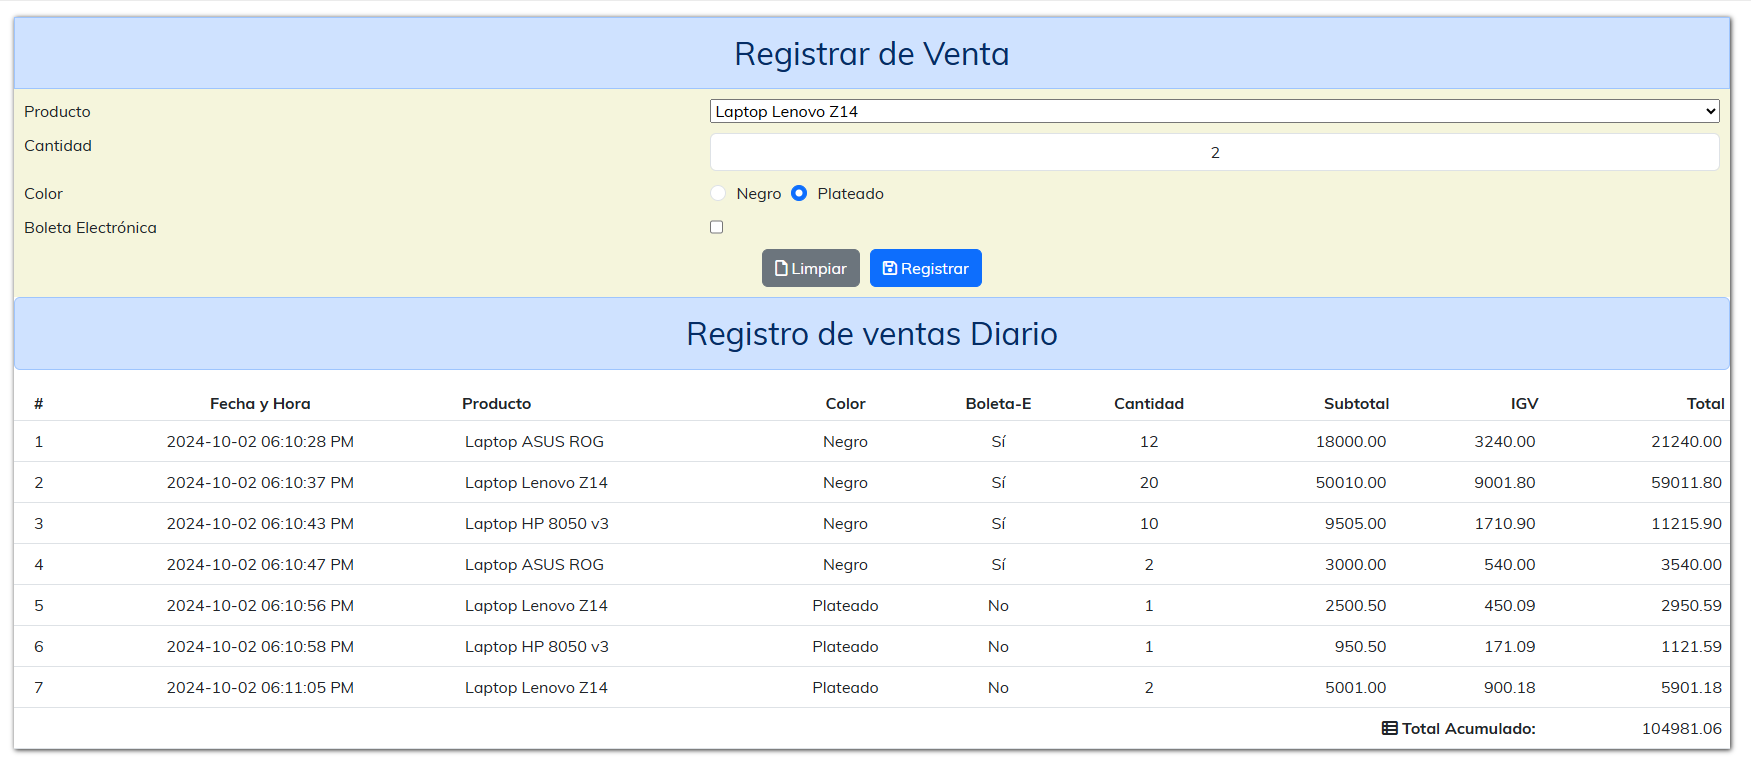 Registrar de Venta
Producto Laptop Lenovo Z14
Cantidad 2
Color Negro Plateado
Boleta Electrónica
Limpiar Registrar
Registro de ventas Diario
# Fecha y Hora Producto Color Boleta-E Cantidad Subtotal IGV Total
1 2024-10-02 06:10:28 PM Laptop ASUS ROG Negro Sí 12 18000.00 3240.00 21240.00
2 2024-10-02 06:10:37 PM Laptop Lenovo Z14 Negro Sí 20 50010.00 9001.80 59011.80
3 2024-10-02 06:10:43 PM Laptop HP 8050 v3 Negro Sí 10 9505.00 1710.90 11215.90
4 2024-10-02 06:10:47 PM Laptop ASUS ROG Negro Sí 2 3000.00 540.00 3540.00
5 2024-10-02 06:10:56 PM Laptop Lenovo Z14 Plateado No 1 2500.50 450.09 2950.59
6 2024-10-02 06:10:58 PM Laptop HP 8050 v3 Plateado No 1 950.50 171.09 1121.59
7 2024-10-02 06:11:05 PM Laptop Lenovo Z14 Plateado No 2 5001.00 900.18 5901.18
Total Acumulado: 104981.06